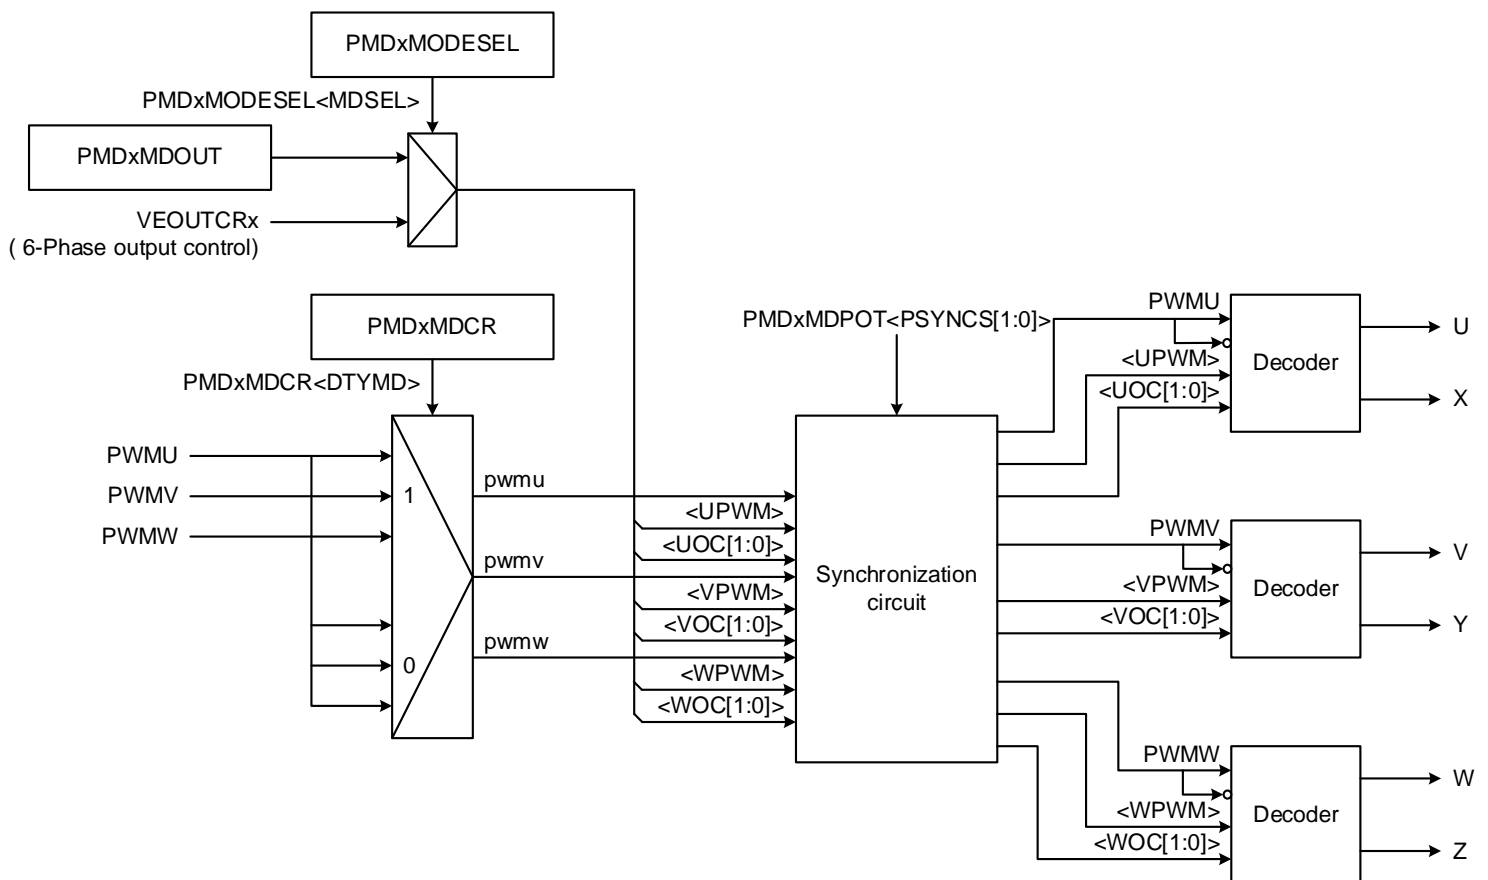 PMDxMODESEL
PMDxMODESEL<MDSEL>
PMDxMDOUT
VEOUTCRx
( 6-Phase output control)
PMDxMDCR
PMDxMDCR<DTYMD>
PWMU
PWMV
PWMW
1
0
pwmu
<UPWM>
<UOC[1:0]>
pwmv
<VPWM>
<VOC[1:0]>
pwmw
<WPWM>
<WOC[1:0]>
PMDxMDPOT<PSYNCS[1:0]>
Synchronization
circuit
PWMU
<UPWM>
<UOC[1:0]>
Decoder
U
X
PWMV
<VPWM>
<VOC[1:0]>
Decoder
V
Y
PWMW
<WPWM>
<WOC[1:0]>
Decoder
W
Z